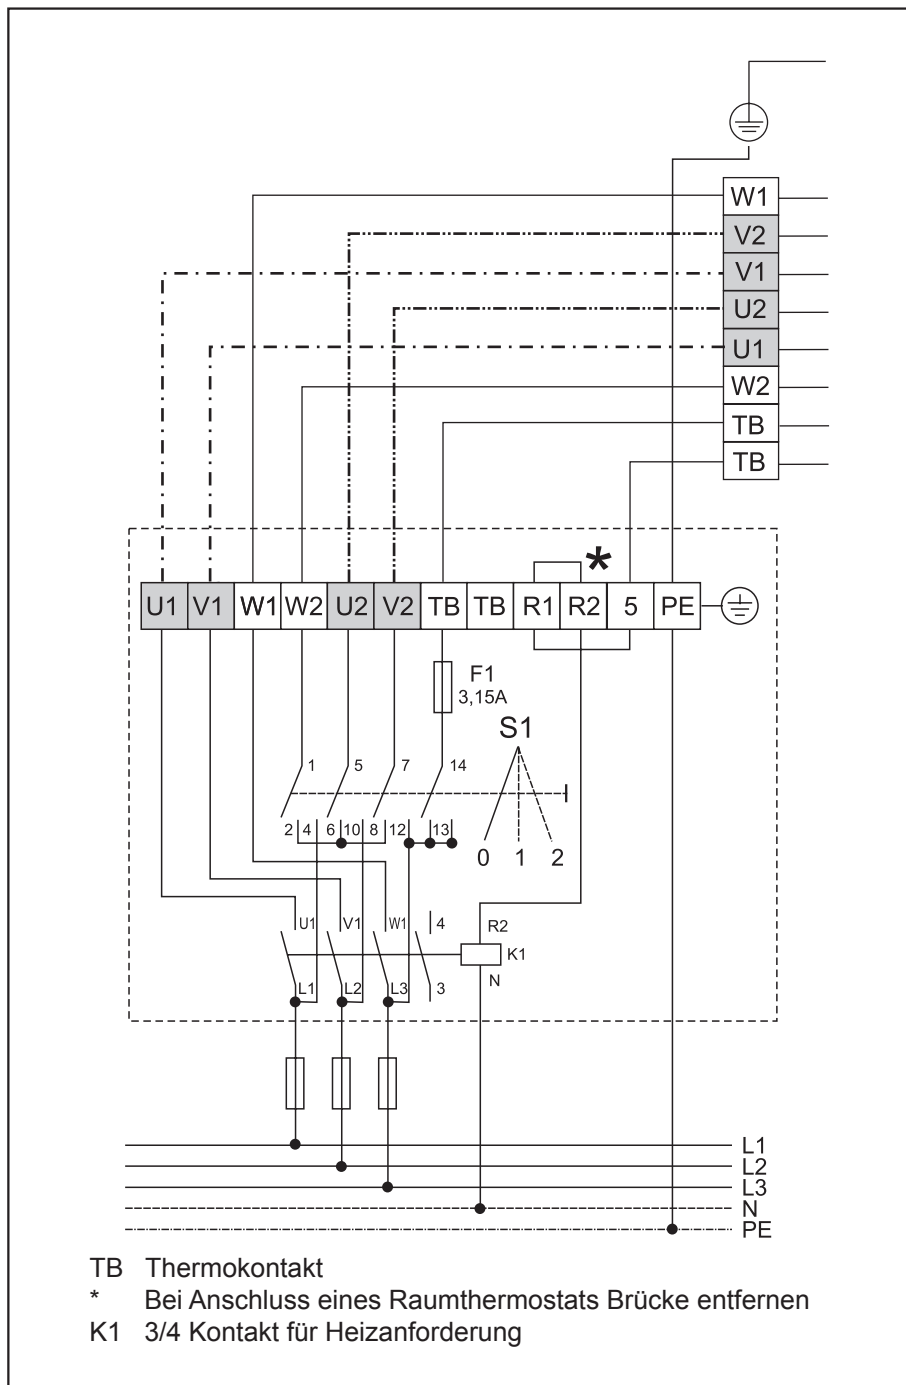 W1
V2
V1
U2
U1
W2
TB
TB
*
U1 V1 W1 W2 U2 V2 TB TB R1 R2 5 PE
F1
3,15A
S1
1 5 7 14
2 4 6 10 8 12 13
0 1 2
U1 V1 W1 4 R2
K1
L1 L2 L3 3 N
L1
L2
L3
N
PE
TB Thermokontakt
* Bei Anschluss eines Raumthermostats Brücke entfernen
K1 3/4 Kontakt für Heizanforderung